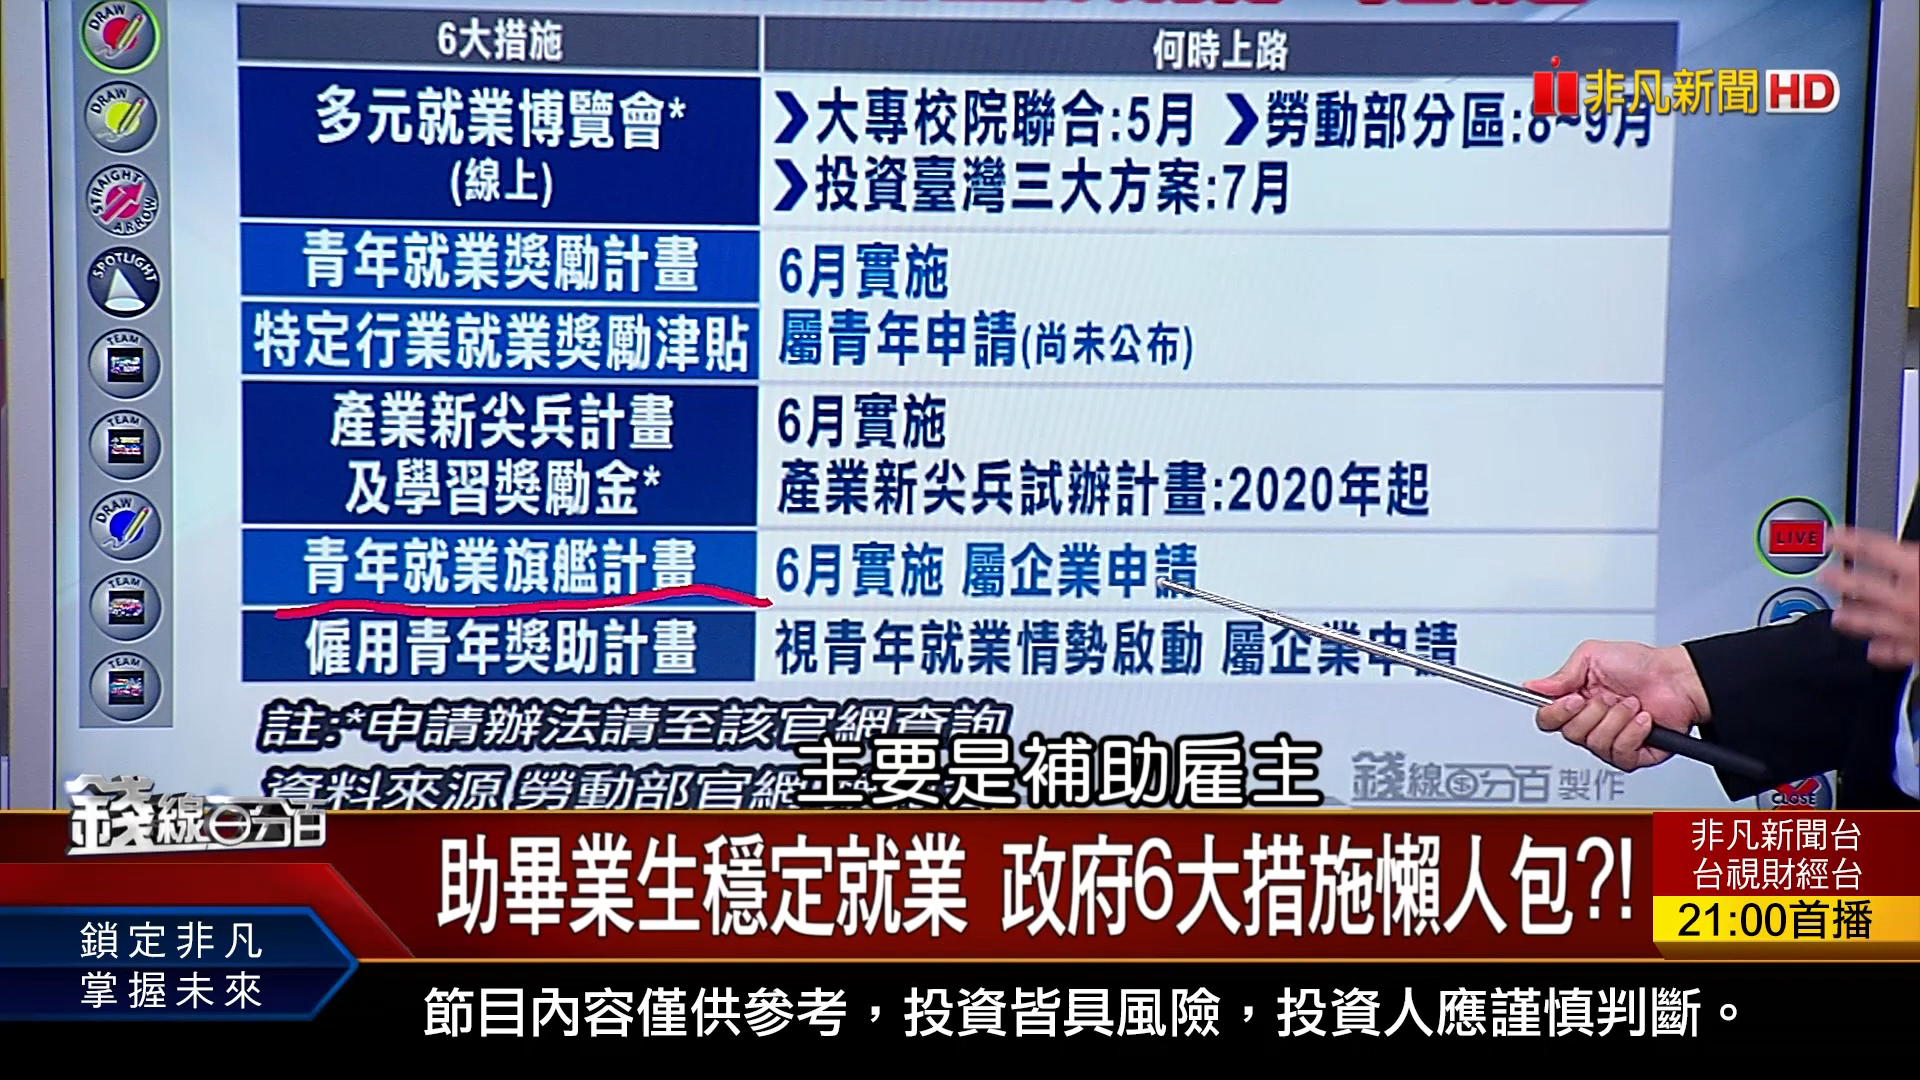 6大措施
何時上路
非凡新聞HD
多元就業博覽會*
(線上)
❯大專校院聯合:5月 ❯勞動部分區:8~9月
❯投資臺灣三大方案:7月
青年就業獎勵計畫
6月實施
特定行業就業獎勵津貼
屬青年申請(尚未公布)
產業新尖兵計畫
及學習獎勵金*
6月實施
產業新尖兵試辦計畫:2020年起
青年就業旗艦計畫
6月實施 屬企業申請
僱用青年獎助計畫
視青年就業情勢啟動 屬企業申請
註:*申請辦法請至該官網查詢
資料來源:勞動部官網
主要是補助雇主
錢線百分百製作
DRAW
DRAW
STRAIGHT ARROW
SPOTLIGHT
TEAM
TEAM
DRAW
TEAM
TEAM
LIVE
CLOSE
錢線百分百
助畢業生穩定就業 政府6大措施懶人包?!
非凡新聞台
台視財經台
21:00首播
鎖定非凡
掌握未來
節目內容僅供參考，投資皆具風險，投資人應謹慎判斷。